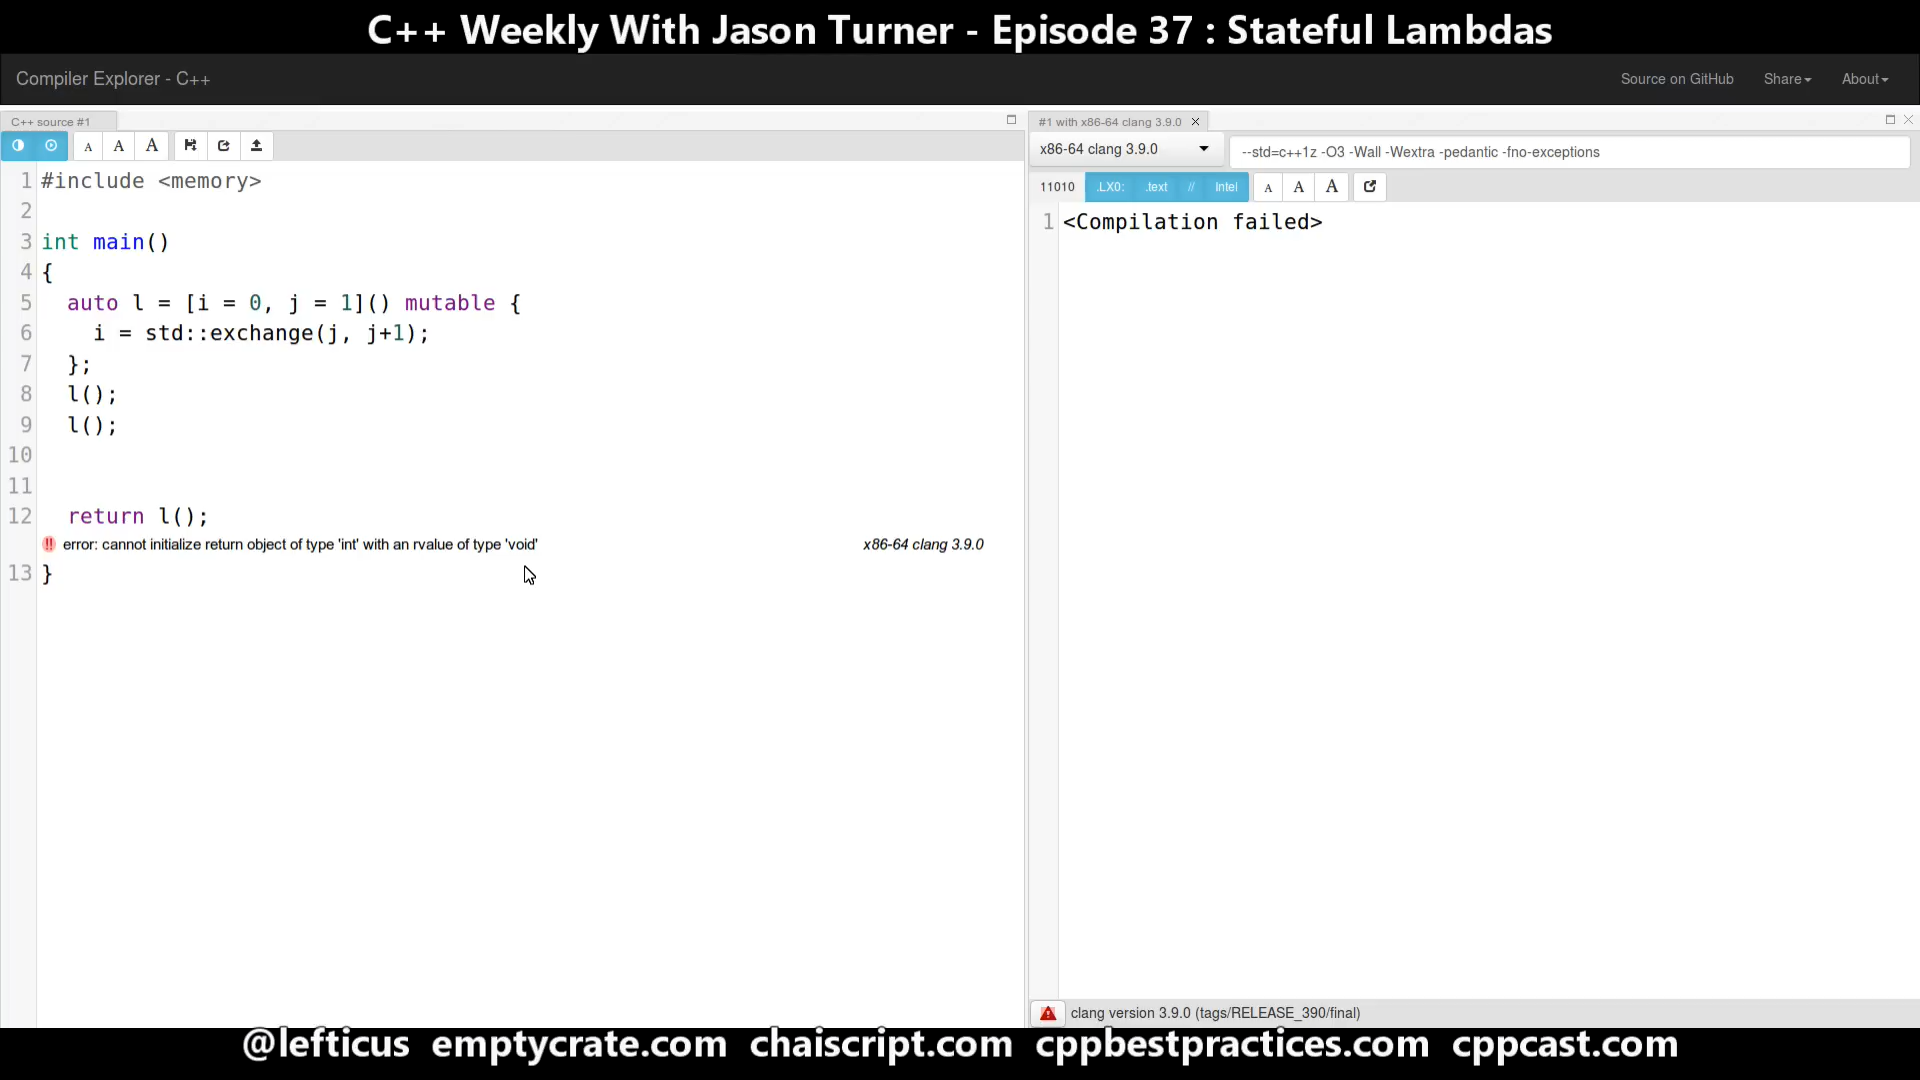 C++ Weekly With Jason Turner - Episode 37 : Stateful Lambdas
Compiler Explorer - C++
Source on GitHub Share About
C++ source #1
A A A
1 #include <memory>
2
3 int main()
4 {
5   auto l = [i = 0, j = 1]() mutable {
6     i = std::exchange(j, j+1);
7   };
8   l();
9   l();
10
11
12   return l();
error: cannot initialize return object of type 'int' with an rvalue of type 'void' x86-64 clang 3.9.0
13 }
#1 with x86-64 clang 3.9.0
x86-64 clang 3.9.0 --std=c++1z -O3 -Wall -Wextra -pedantic -fno-exceptions
11010 .LX0: .text // Intel A A A
1 <Compilation failed>
clang version 3.9.0 (tags/RELEASE_390/final)
@lefticus emptycrate.com chaiscript.com cppbestpractices.com cppcast.com